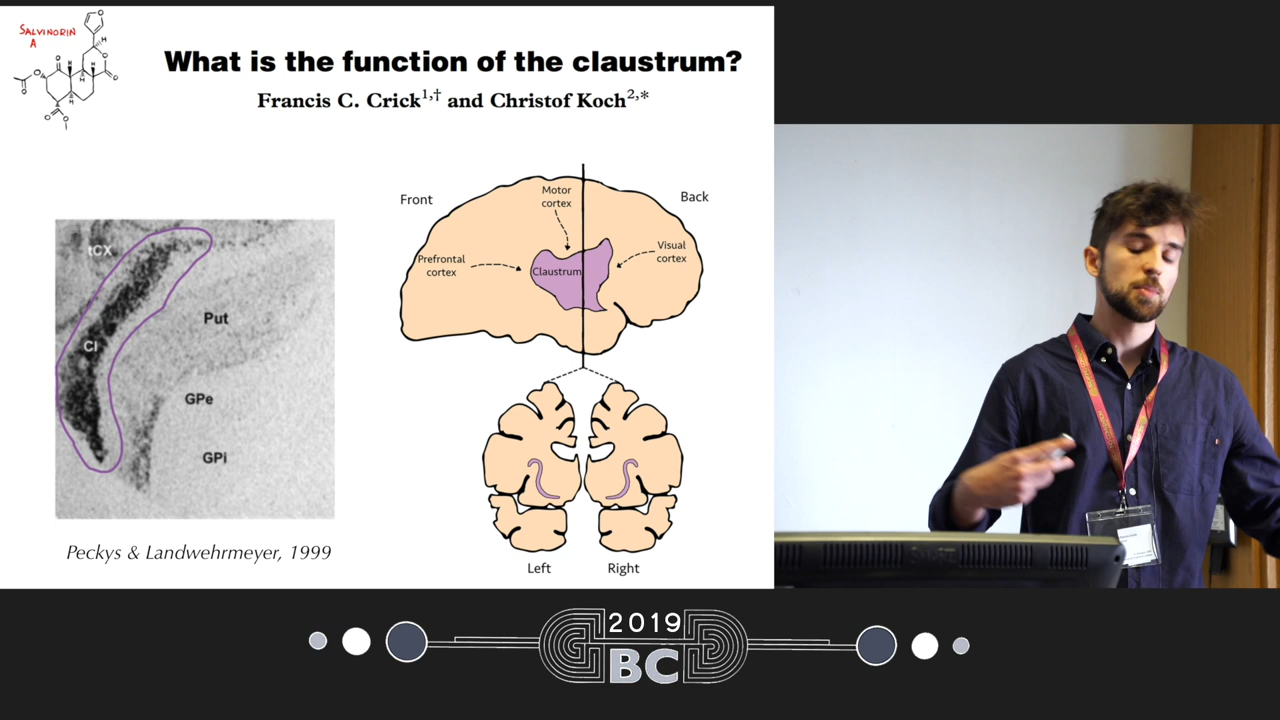 SALVINORIN
A
What is the function of the claustrum?
Francis C. Crick1,† and Christof Koch2,*
Front
Motor
cortex
Back
Prefrontal
cortex
Claustrum
Visual
cortex
tCX
Put
Cl
GPe
GPi
Peckys & Landwehrmeyer, 1999
Left
Right
2019
BC